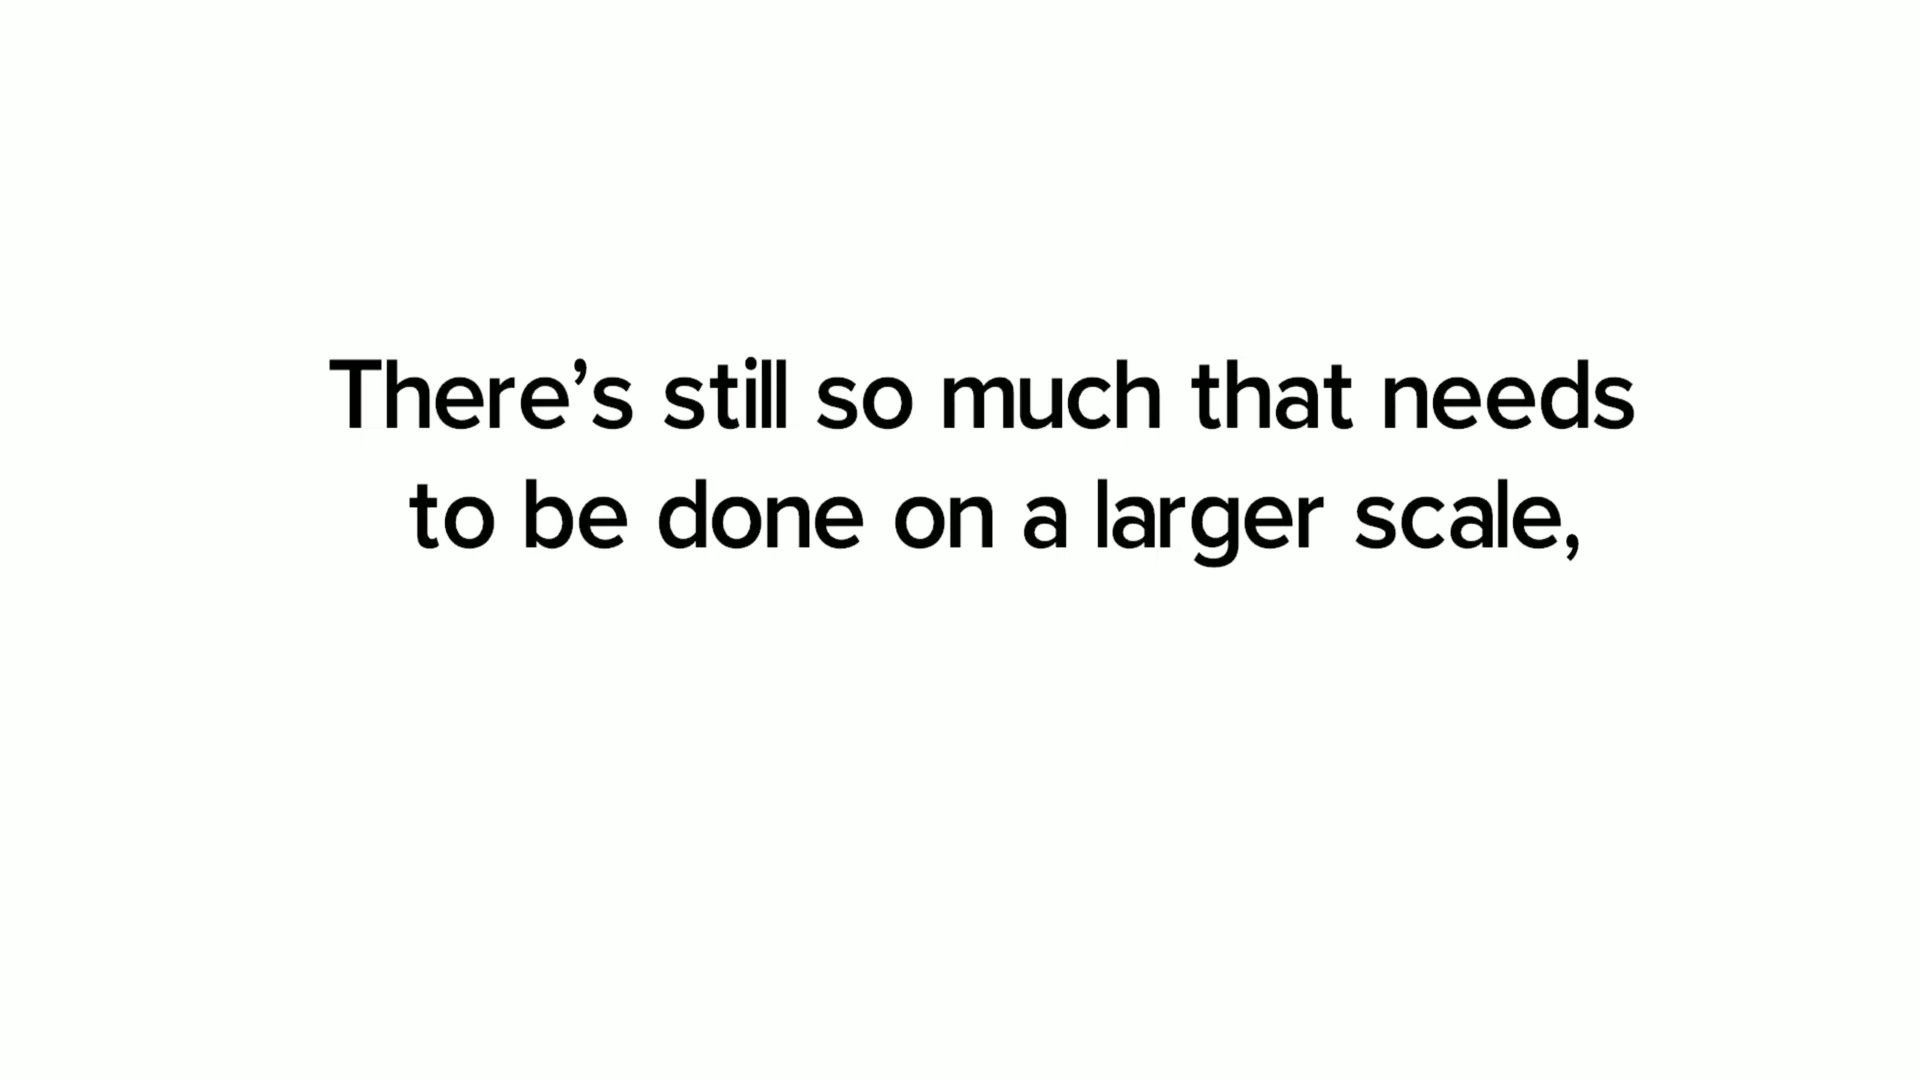 There’s still so much that needs
to be done on a larger scale,